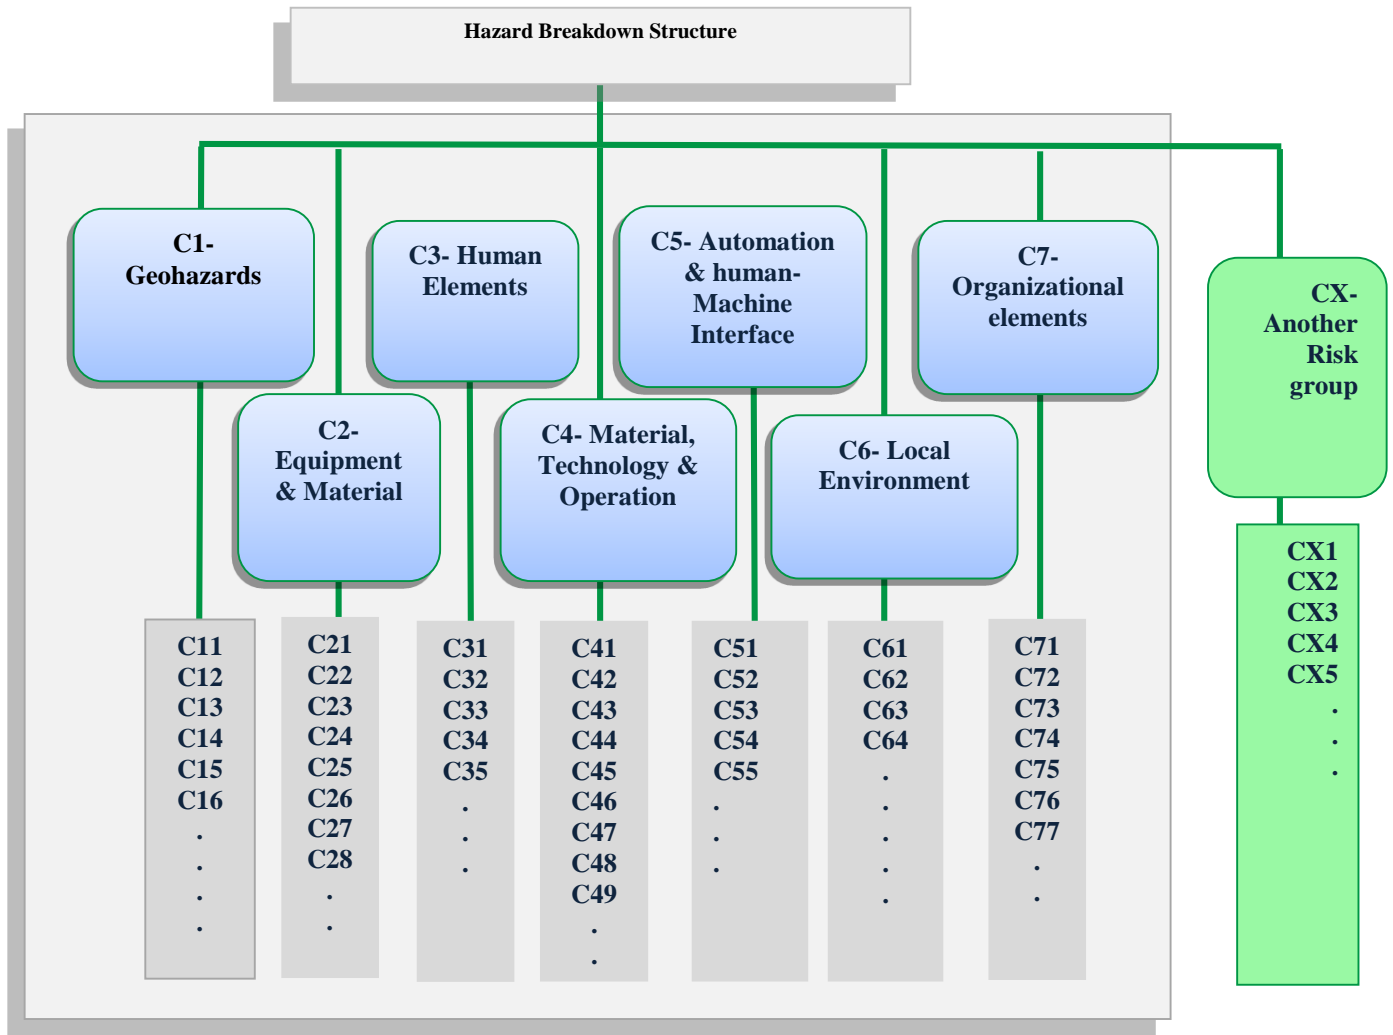 Hazard Breakdown Structure
C1-
Geohazards
C2-
Equipment
& Material
C3- Human
Elements
C4- Material,
Technology &
Operation
C5- Automation
& human-
Machine
Interface
C6- Local
Environment
C7-
Organizational
elements
CX-
Another
Risk
group
C11
C12
C13
C14
C15
C16
.
.
.
.
C21
C22
C23
C24
C25
C26
C27
C28
.
.
C31
C32
C33
C34
C35
.
.
.
C41
C42
C43
C44
C45
C46
C47
C48
C49
.
.
C51
C52
C53
C54
C55
.
.
.
C61
C62
C63
C64
.
.
.
.
.
C71
C72
C73
C74
C75
C76
C77
.
.
CX1
CX2
CX3
CX4
CX5
.
.
.